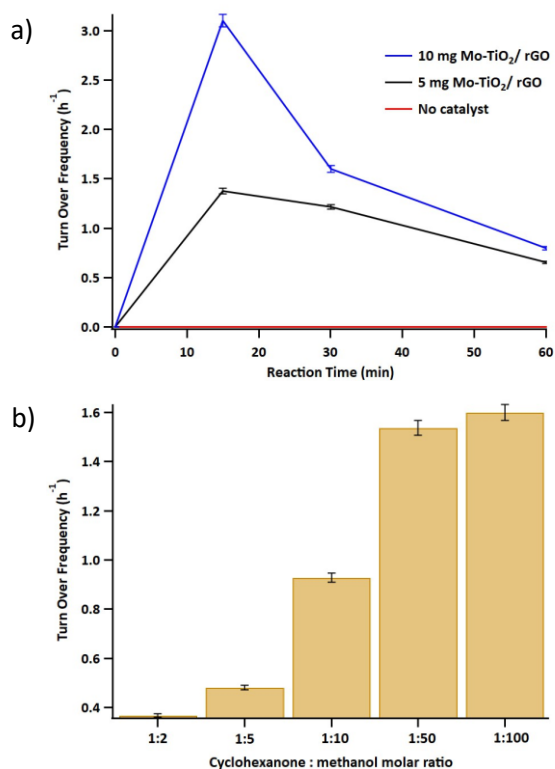 a)
3.0
2.5
2.0
1.5
1.0
0.5
0.0
Turn Over Frequency (h⁻¹)
10 mg Mo-TiO₂/ rGO
5 mg Mo-TiO₂/ rGO
No catalyst
0 10 20 30 40 50 60
Reaction Time (min)
b)
1.6
1.4
1.2
1.0
0.8
0.6
0.4
Turn Over Frequency (h⁻¹)
1:2 1:5 1:10 1:50 1:100
Cyclohexanone : methanol molar ratio